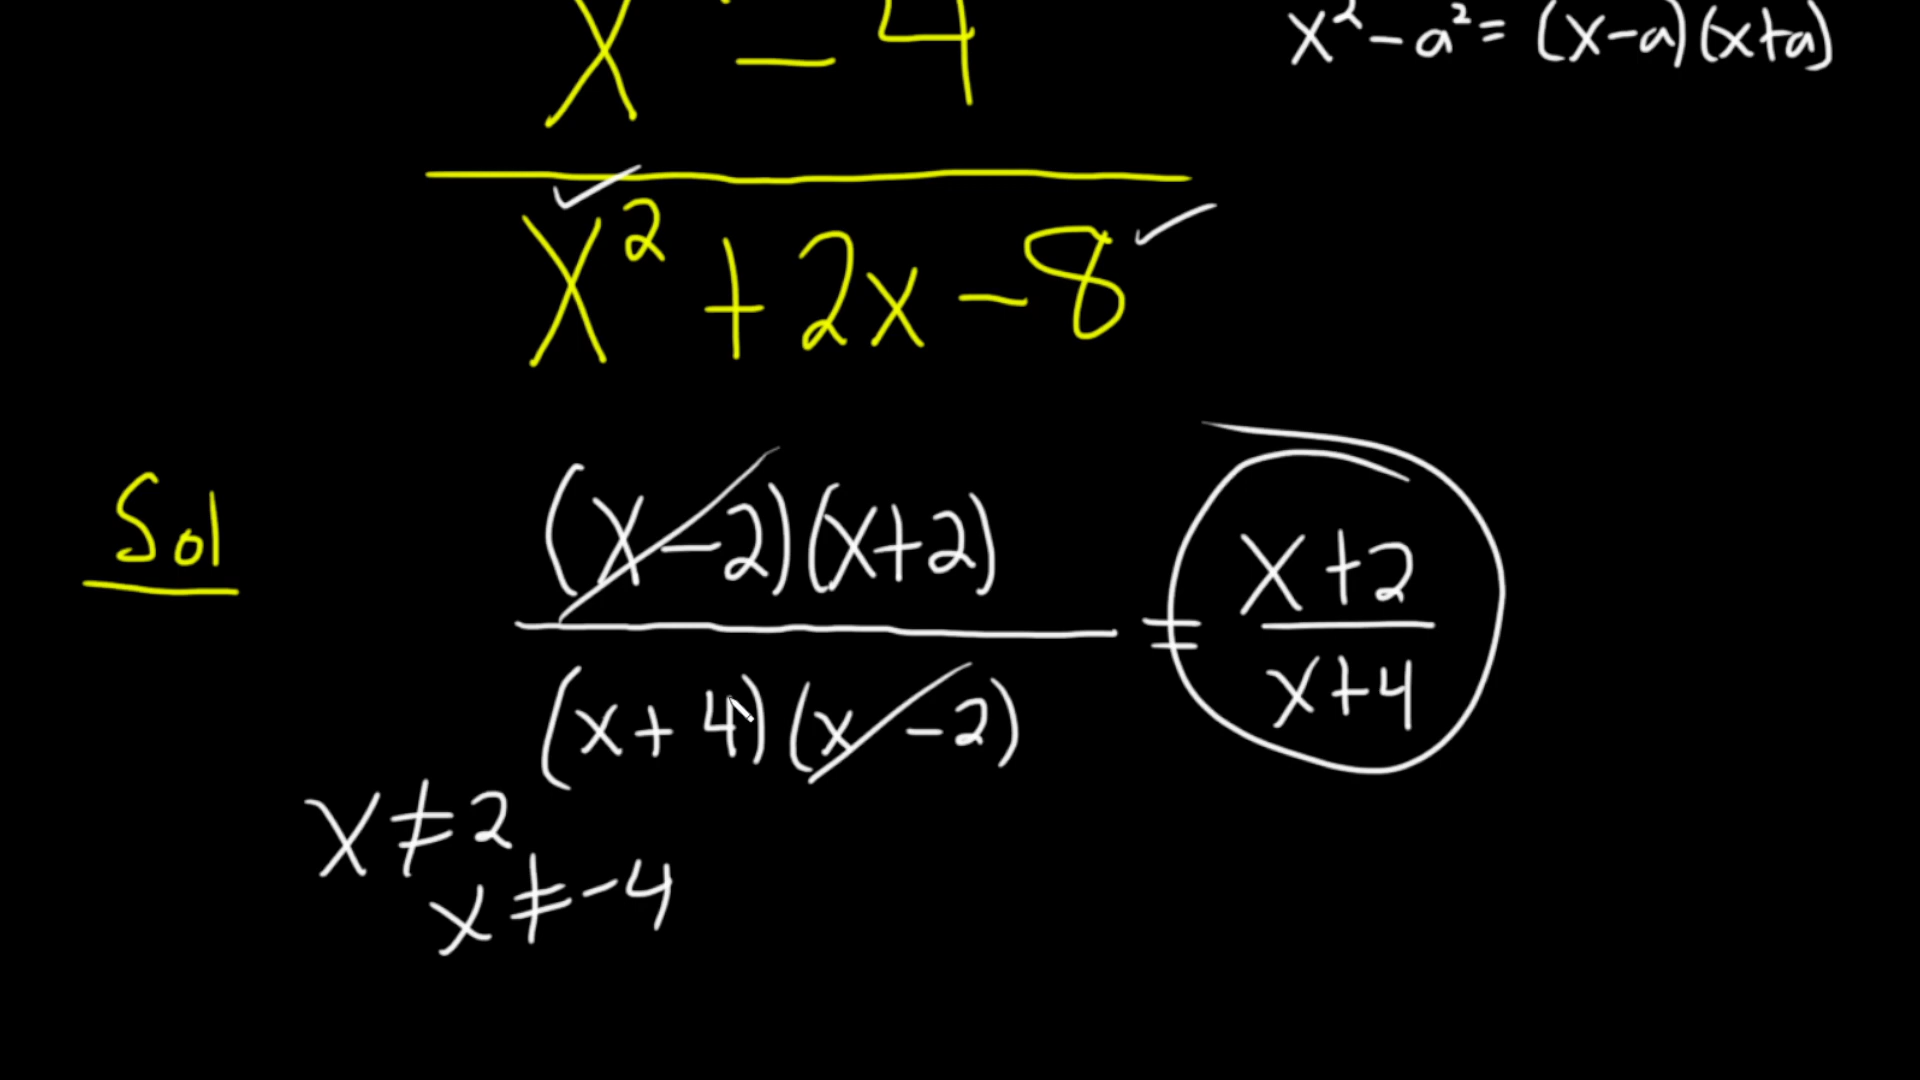 x² - 4
x² - a² = (x-a)(x+a)
x² + 2x - 8
Sol
(x-2)(x+2)
(x+4)(x-2)
=
x+2
x+4
x≠2
x≠-4